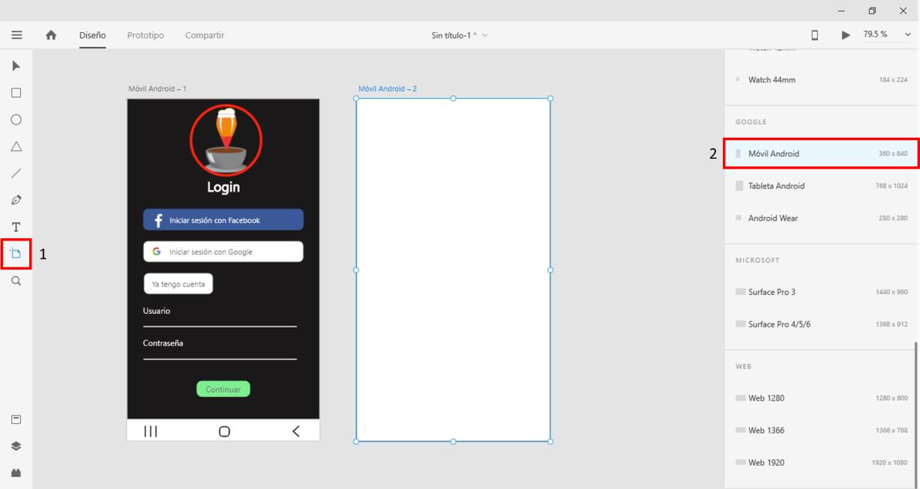 Diseño Prototipo Compartir Sin título-1 * 79.5 %
Móvil Android – 1
Login
Iniciar sesión con Facebook
Iniciar sesión con Google
Ya tengo cuenta
Usuario
Contraseña
Continuar
Móvil Android – 2
1
2
Watch 42mm
Watch 44mm 184 x 224
GOOGLE
Móvil Android 360 x 640
Tableta Android 768 x 1024
Android Wear 280 x 280
MICROSOFT
Surface Pro 3 1440 x 960
Surface Pro 4/5/6 1368 x 912
WEB
Web 1280 1280 x 800
Web 1366 1366 x 768
Web 1920 1920 x 1080